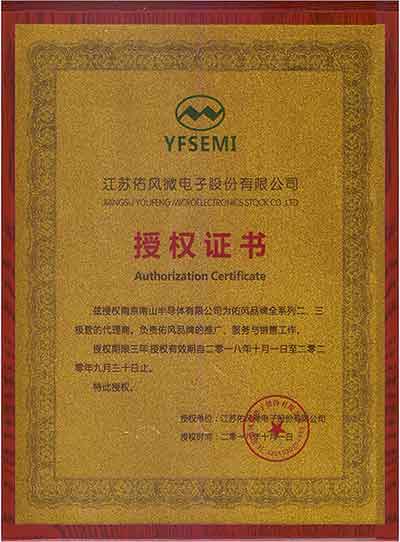 YFSEMI
江苏佑风微电子股份有限公司
JIANGSU YOUFENG MICROELECTRONICS STOCK CO.,LTD
授权证书
Authorization Certificate
兹授权南京南山半导体有限公司为佑风品牌全系列二、三
极管的代理商。负责佑风品牌的推广、服务与销售工作。
授权期限三年,授权有效期自二零一八年十月一日至二零二
零年九月三十日止。
特此授权。
授权单位:江苏佑风微电子股份有限公司
授权时间:二零一八年十月一日